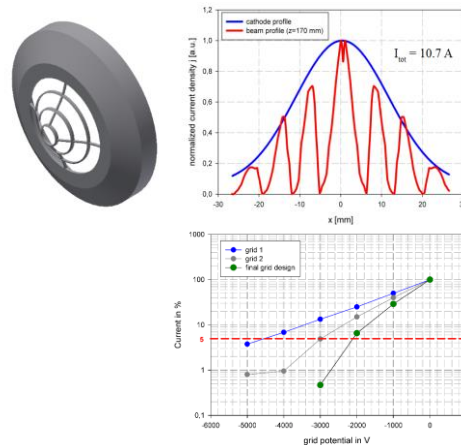 1,2
1,0
0,8
0,6
0,4
0,2
0,0
normalized current density j [a.u.]
cathode profile
beam profile (z=170 mm)
I_tot = 10.7 A
-30 -20 -10 0 10 20 30
x [mm]
1000
100
10
5
1
0,1
Current in %
grid 1
grid 2
final grid design
-6000 -5000 -4000 -3000 -2000 -1000 0
grid potential in V